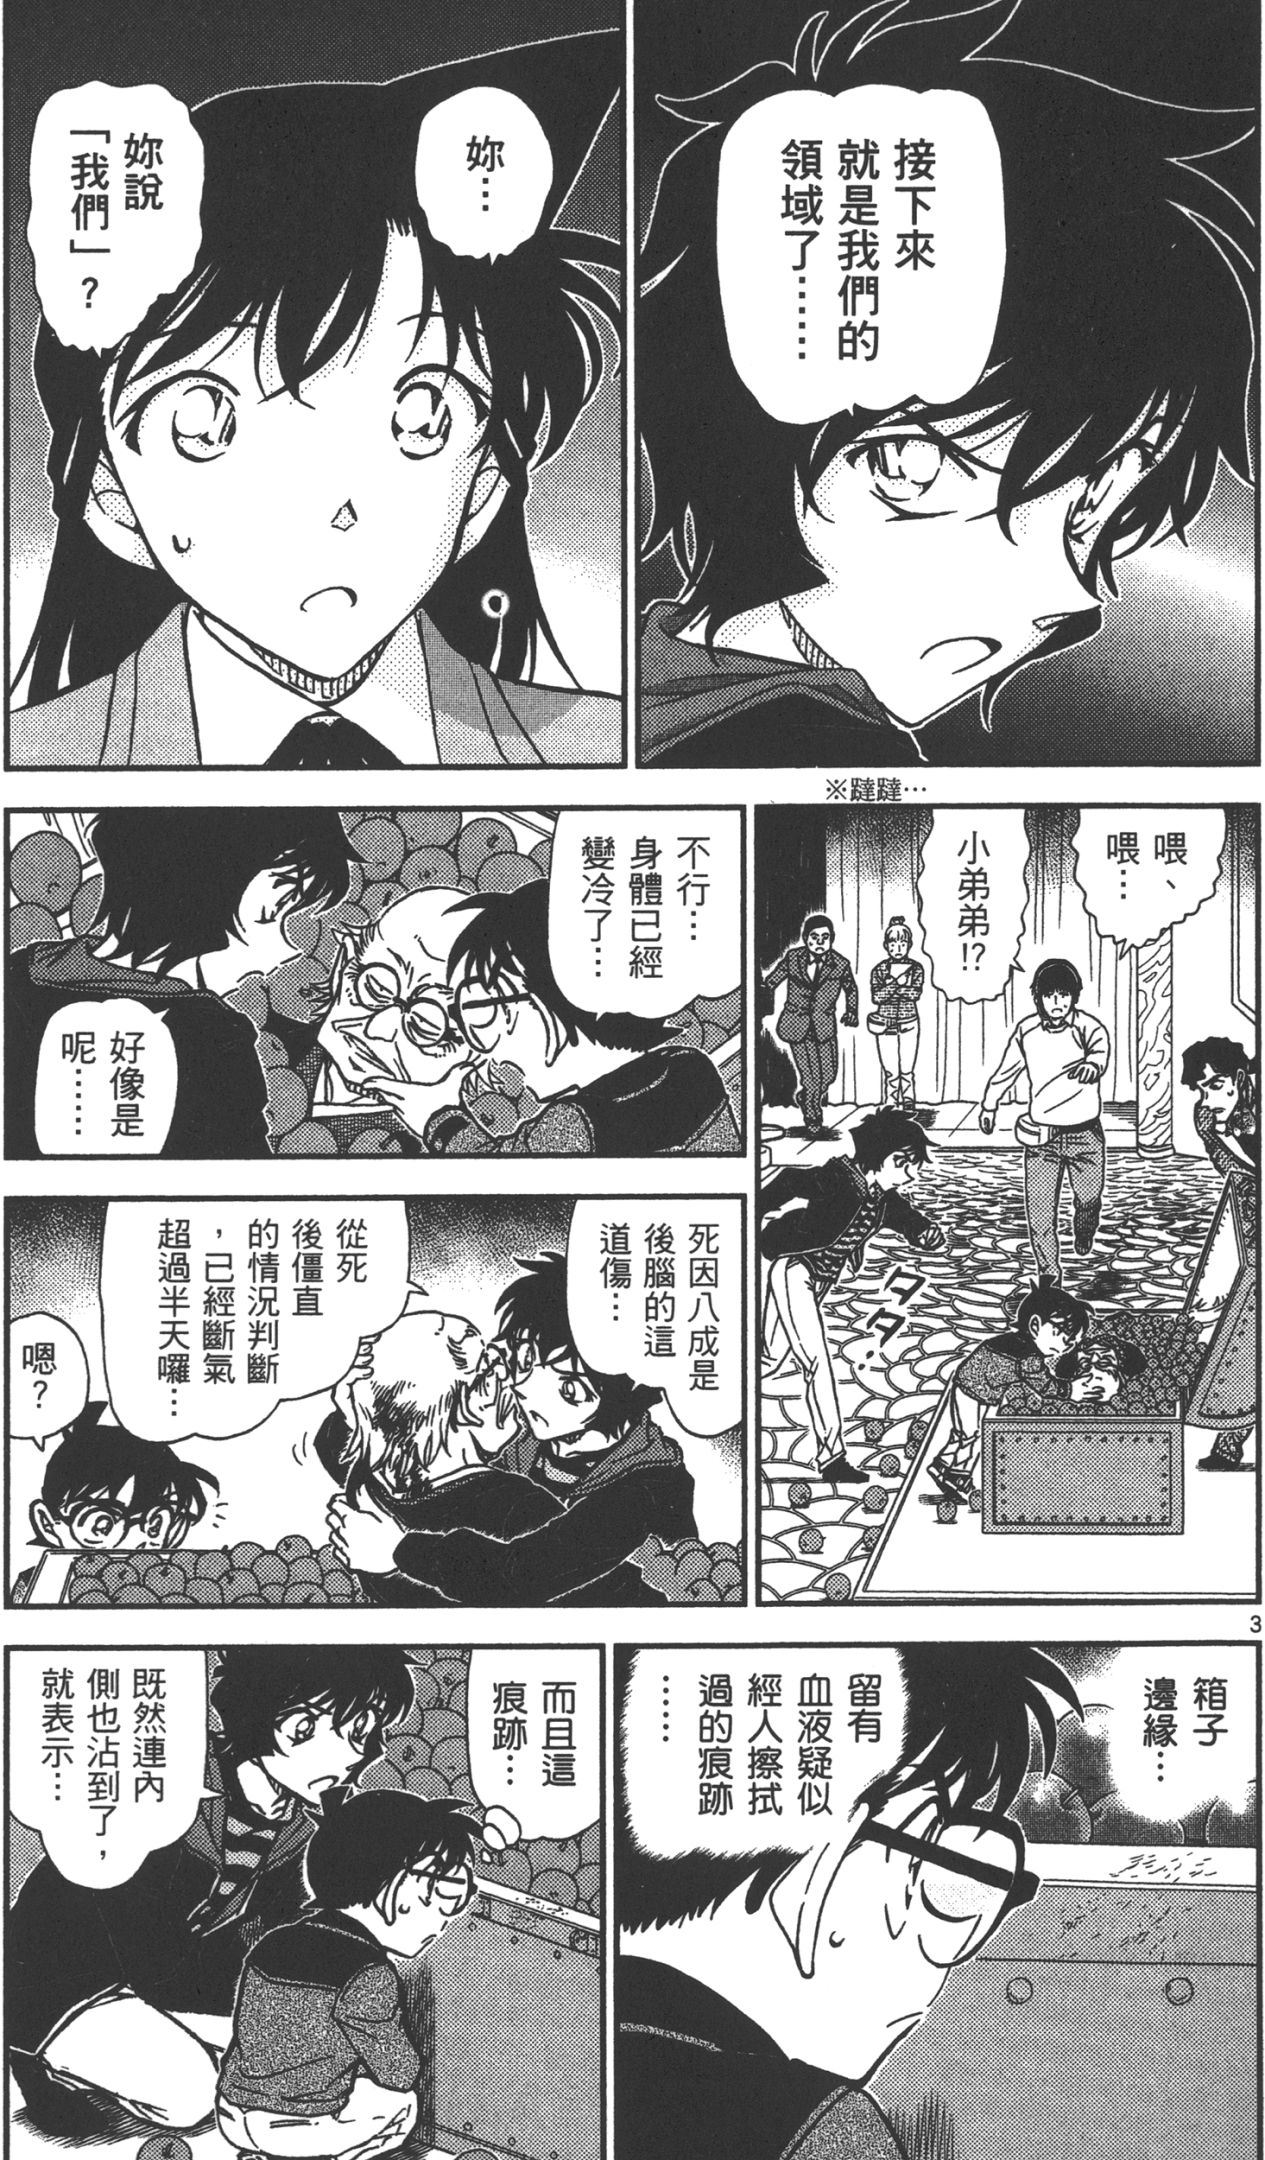 接下來
就是我們的
領域了……
妳…
妳說
「我們」?
※躂躂…
喂、
喂…
小弟弟!?
タタ…
不行…
身體已經
變冷了…
好像是
呢……
死因八成是
後腦的這
道傷…
從死
後僵直
的情況判斷
,已經斷氣
超過半天囉…
嗯?
3
箱子
邊緣…
留有
血液疑似
經人擦拭
過的痕跡
……
而且這
痕跡…
既然連內
側也沾到了,
就表示…